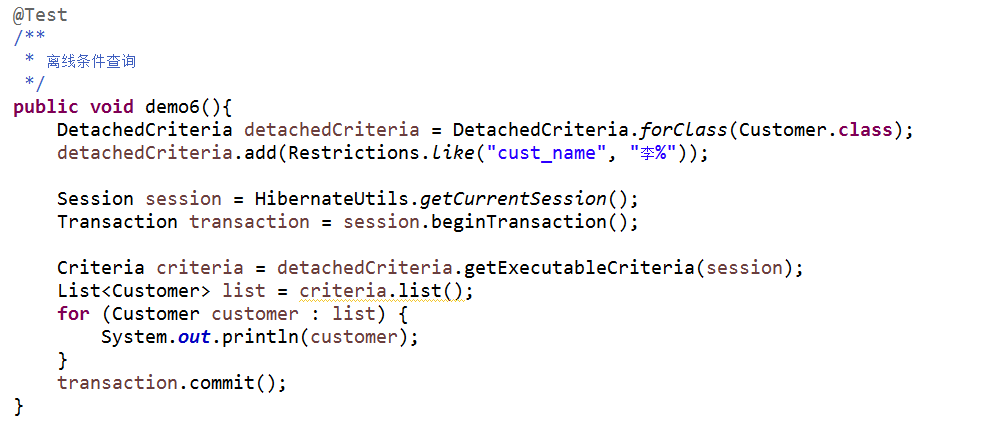 @Test
/**
 * 离线条件查询
 */
public void demo6(){
    DetachedCriteria detachedCriteria = DetachedCriteria.forClass(Customer.class);
    detachedCriteria.add(Restrictions.like("cust_name", "李%"));

    Session session = HibernateUtils.getCurrentSession();
    Transaction transaction = session.beginTransaction();

    Criteria criteria = detachedCriteria.getExecutableCriteria(session);
    List<Customer> list = criteria.list();
    for (Customer customer : list) {
        System.out.println(customer);
    }
    transaction.commit();
}